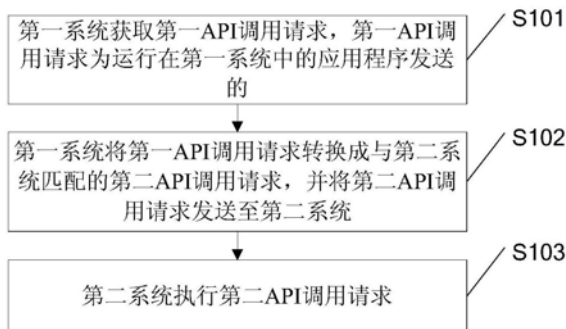 第一系统获取第一API调用请求，第一API调
用请求为运行在第一系统中的应用程序发送
的
S101
第一系统将第一API调用请求转换成与第二系
统匹配的第二API调用请求，并将第二API调
用请求发送至第二系统
S102
第二系统执行第二API调用请求
S103